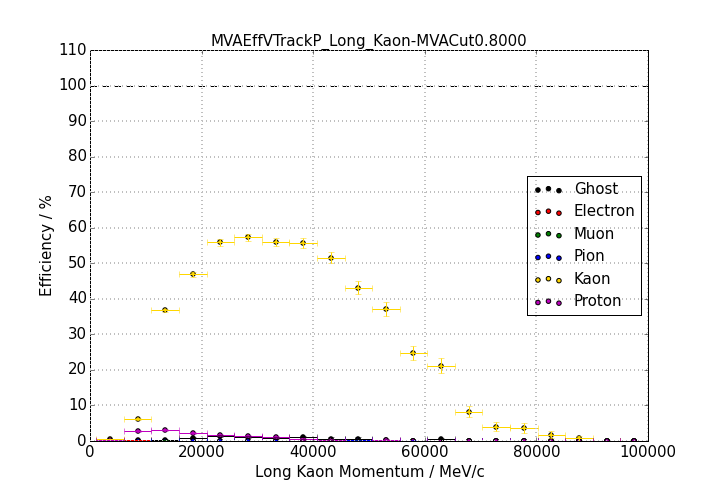 MVAEffVTrackP_Long_Kaon-MVACut0.8000
110
100
90
80
70
60
50
40
30
20
10
0
Efficiency / %
Ghost
Electron
Muon
Pion
Kaon
Proton
0 20000 40000 60000 80000 100000
Long Kaon Momentum / MeV/c